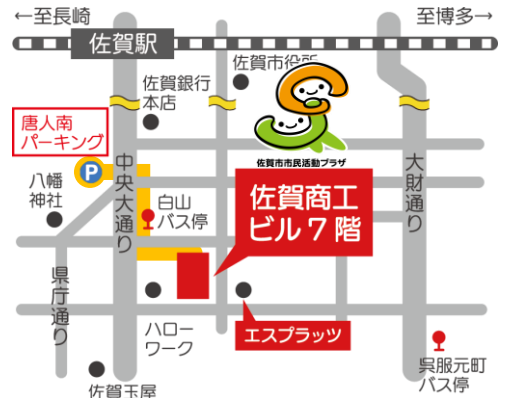 ←至長崎
至博多→
佐賀駅
佐賀市役所
佐賀銀行
本店
唐人南
パーキング
P
佐賀市市民活動プラザ
中央大通り
大財通り
八幡
神社
白山
バス停
佐賀商工
ビル7階
県庁通り
ハロー
ワーク
エスプラッツ
呉服元町
バス停
佐賀玉屋